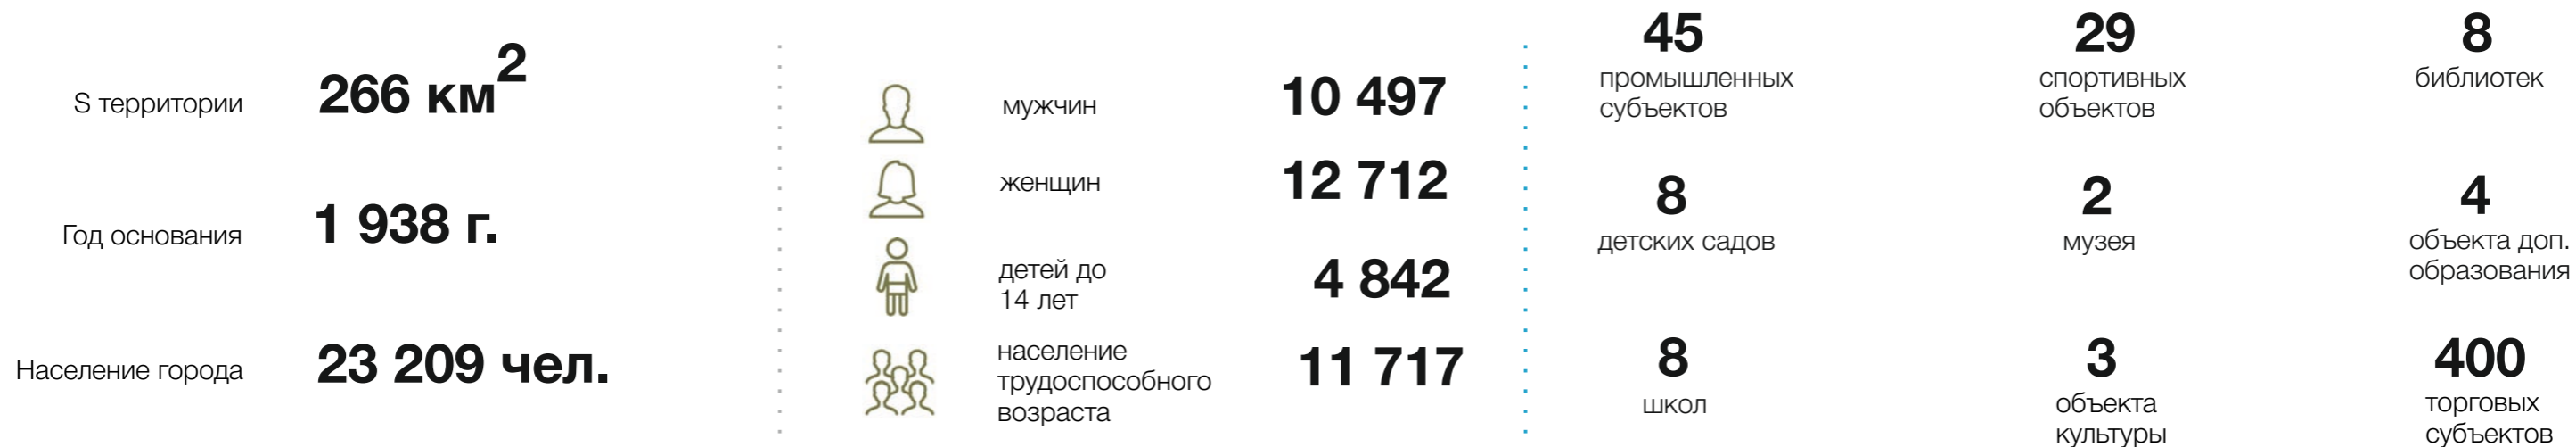 S территории
266 км2
Год основания
1 938 г.
Население города
23 209 чел.
мужчин
10 497
женщин
12 712
детей до
14 лет
4 842
население
трудоспособного
возраста
11 717
45
промышленных
субъектов
29
спортивных
объектов
8
библиотек
8
детских садов
2
музея
4
объекта доп.
образования
8
школ
3
объекта
культуры
400
торговых
субъектов